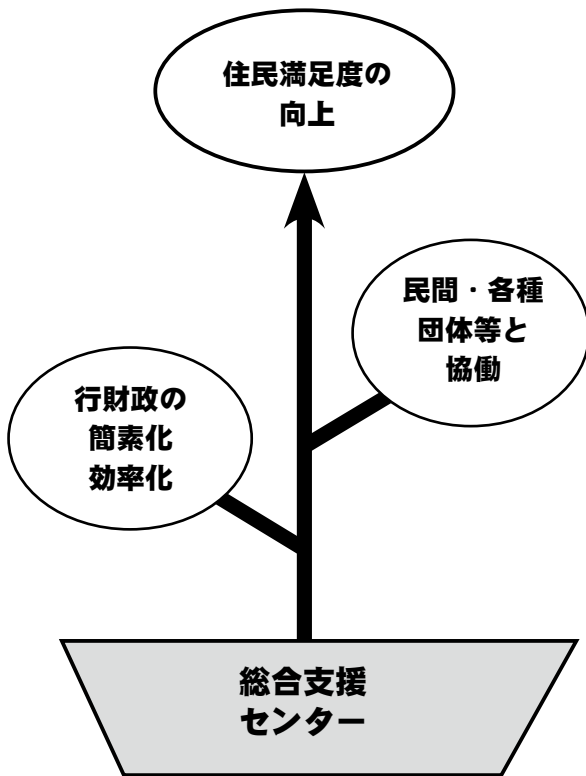 住民満足度の
向上
民間・各種
団体等と
協働
行財政の
簡素化
効率化
総合支援
センター